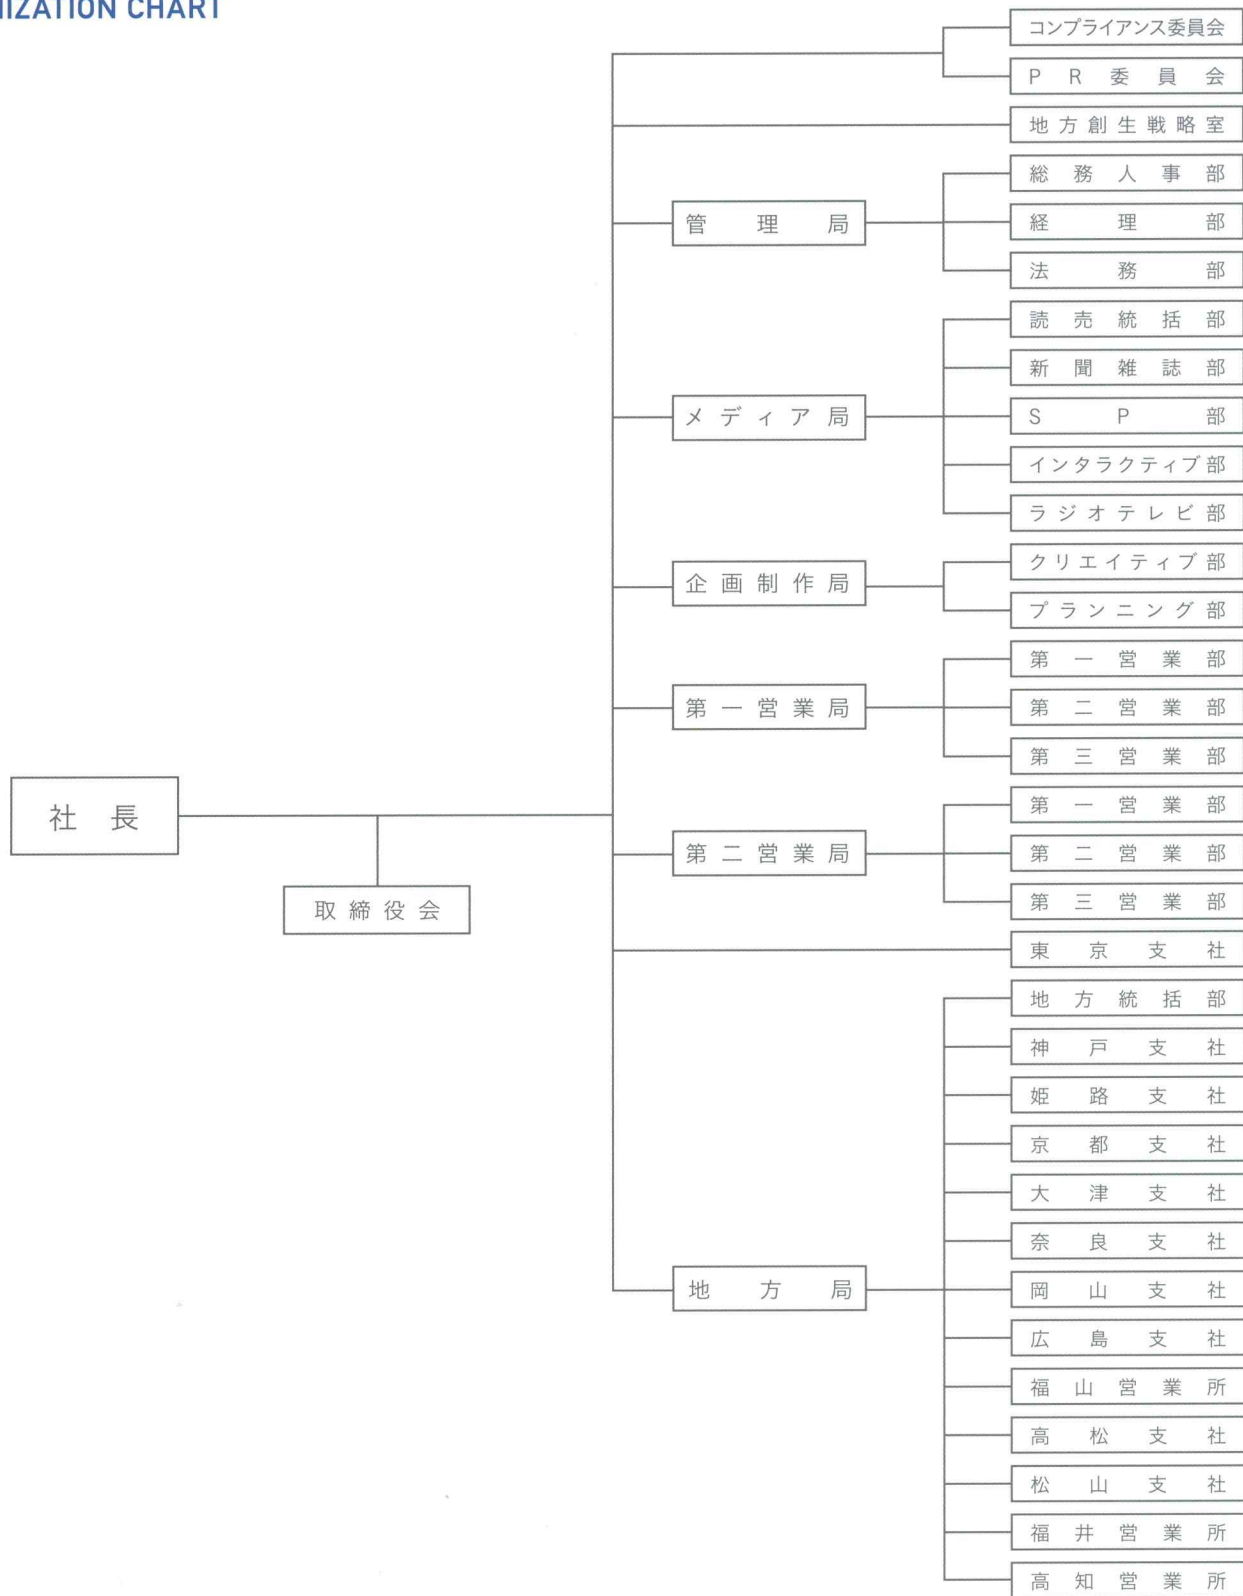 NIZATION CHART
コンプライアンス委員会
PR委員会
地方創生戦略室
総務人事部
管理局
経理部
法務部
読売統括部
新聞雑誌部
メディア局
SP部
インタラクティブ部
ラジオテレビ部
クリエイティブ部
企画制作局
プランニング部
第一営業部
第一営業局
第二営業部
第三営業部
社長
第一営業部
第二営業局
第二営業部
第三営業部
取締役会
東京支社
地方統括部
神戸支社
姫路支社
京都支社
大津支社
奈良支社
地方局
岡山支社
広島支社
福山営業所
高松支社
松山支社
福井営業所
高知営業所